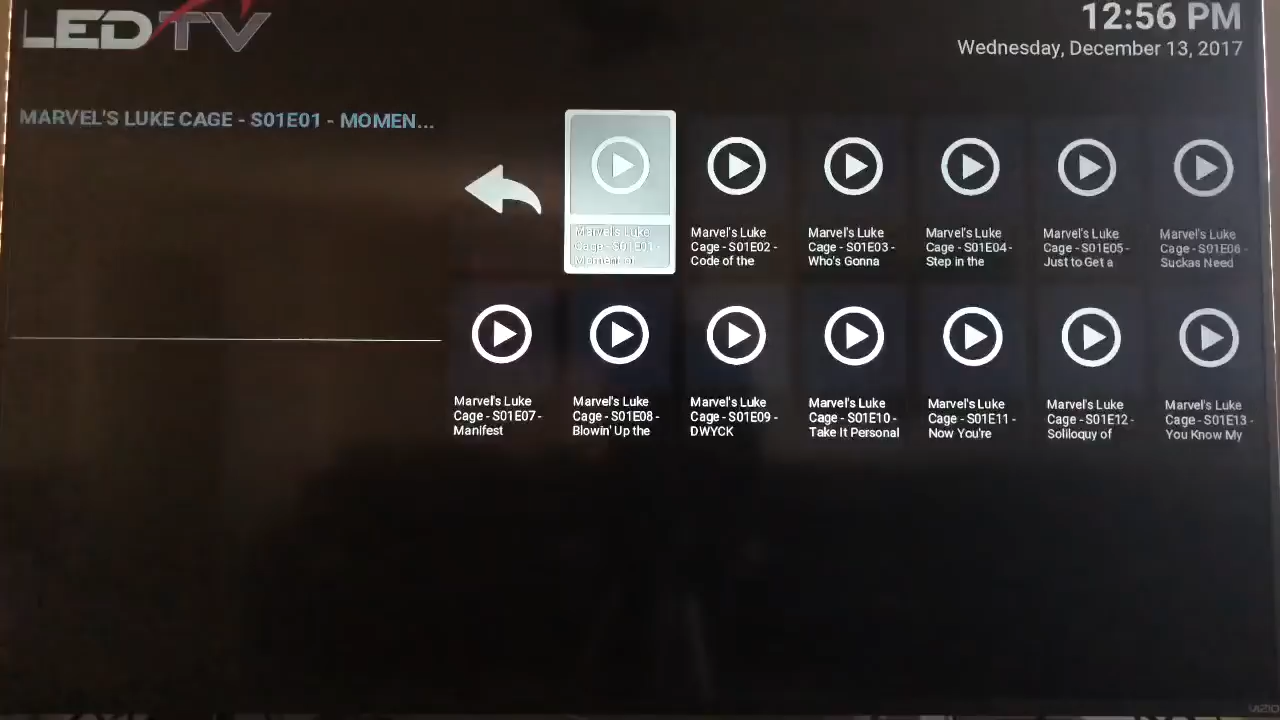 LEDTV
12:56 PM
Wednesday, December 13, 2017
MARVEL'S LUKE CAGE - S01E01 - MOMEN...
Marvel's Luke
Cage - S01E01 -
Moment of
Marvel's Luke
Cage - S01E02 -
Code of the
Marvel's Luke
Cage - S01E03 -
Who's Gonna
Marvel's Luke
Cage - S01E04 -
Step in the
Marvel's Luke
Cage - S01E05 -
Just to Get a
Marvel's Luke
Cage - S01E06 -
Suckas Need
Marvel's Luke
Cage - S01E07 -
Manifest
Marvel's Luke
Cage - S01E08 -
Blowin' Up the
Marvel's Luke
Cage - S01E09 -
DWYCK
Marvel's Luke
Cage - S01E10 -
Take It Personal
Marvel's Luke
Cage - S01E11 -
Now You're
Marvel's Luke
Cage - S01E12 -
Soliloquy of
Marvel's Luke
Cage - S01E13 -
You Know My
VIZIO